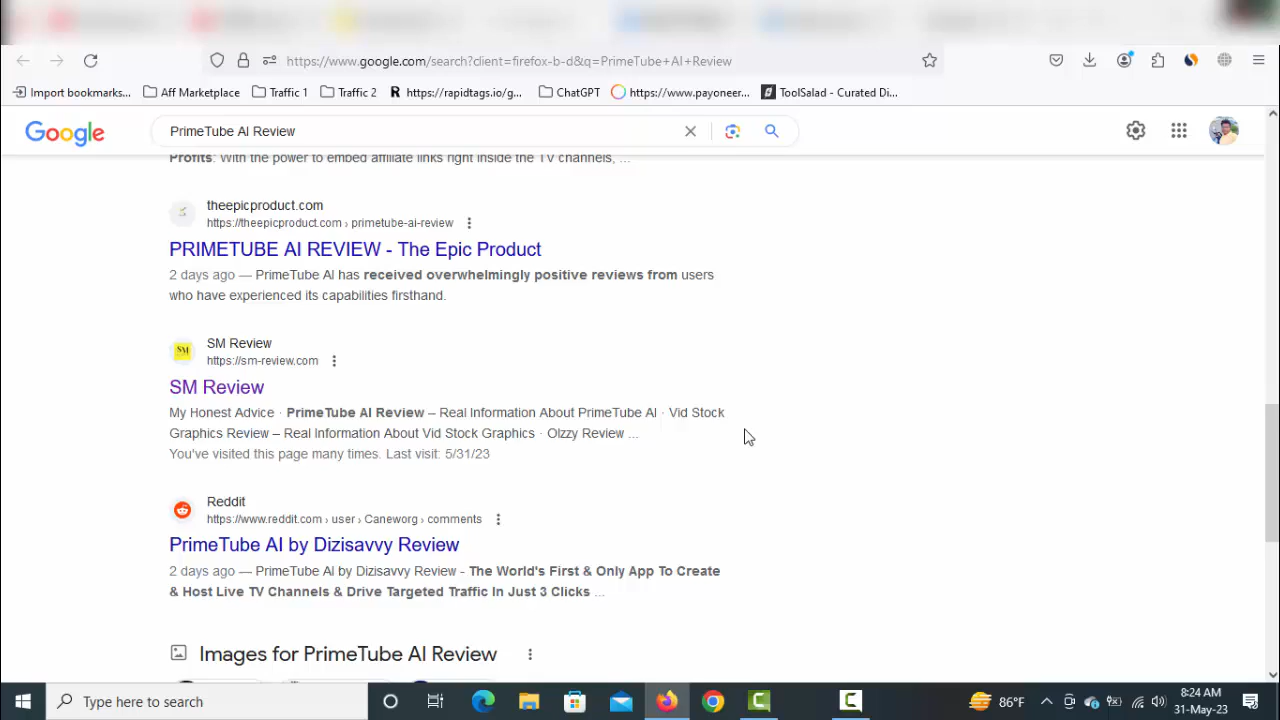 https://www.google.com/search?client=firefox-b-d&q=PrimeTube+AI+Review
Import bookmarks...
Aff Marketplace
Traffic 1
Traffic 2
R
https://rapidtags.io/g...
ChatGPT
https://www.payoneer...
ToolSalad - Curated Di...
Google
PrimeTube AI Review
Profits: With the power to embed affiliate links right inside the TV channels, ...
theepicproduct.com
https://theepicproduct.com › primetube-ai-review
PRIMETUBE AI REVIEW - The Epic Product
2 days ago — PrimeTube AI has received overwhelmingly positive reviews from users
who have experienced its capabilities firsthand.
SM
SM Review
https://sm-review.com
SM Review
My Honest Advice · PrimeTube AI Review – Real Information About PrimeTube AI · Vid Stock
Graphics Review – Real Information About Vid Stock Graphics · Olzzy Review ...
You've visited this page many times. Last visit: 5/31/23
Reddit
https://www.reddit.com › user › Caneworg › comments
PrimeTube AI by Dizisavvy Review
2 days ago — PrimeTube AI by Dizisavvy Review - The World's First & Only App To Create
& Host Live TV Channels & Drive Targeted Traffic In Just 3 Clicks ...
Images for PrimeTube AI Review
Type here to search
86°F
8:24 AM
31-May-23